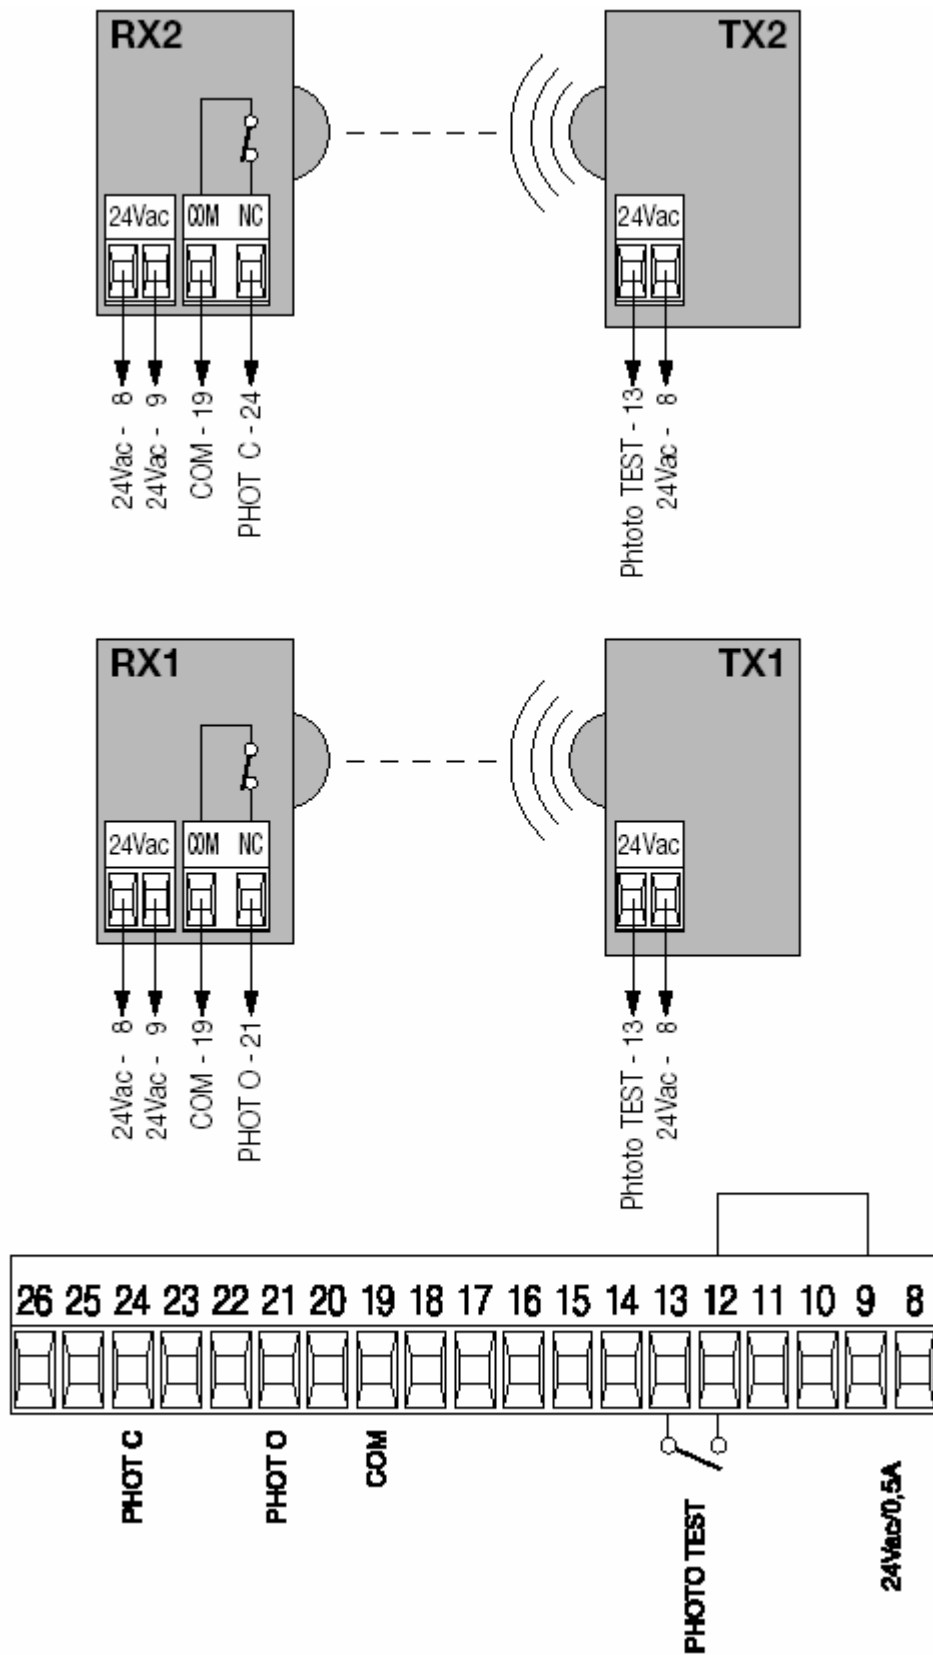 RX2
TX2
24Vac COM NC
24Vac
24Vac - 8
24Vac - 9
COM - 19
PHOT C - 24
Phtoto TEST - 13
24Vac - 8
RX1
TX1
24Vac COM NC
24Vac
24Vac - 8
24Vac - 9
COM - 19
PHOT O - 21
Phtoto TEST - 13
24Vac - 8
26 25 24 23 22 21 20 19 18 17 16 15 14 13 12 11 10 9 8
PHOT C
PHOT O
COM
PHOTO TEST
24Vac/0,5A